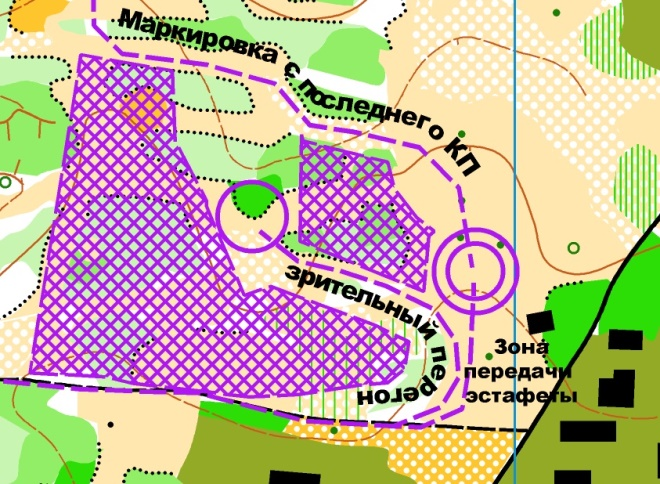 Маркировка с последнего КП
зрительный перегон
Зона
передачи
эстафеты